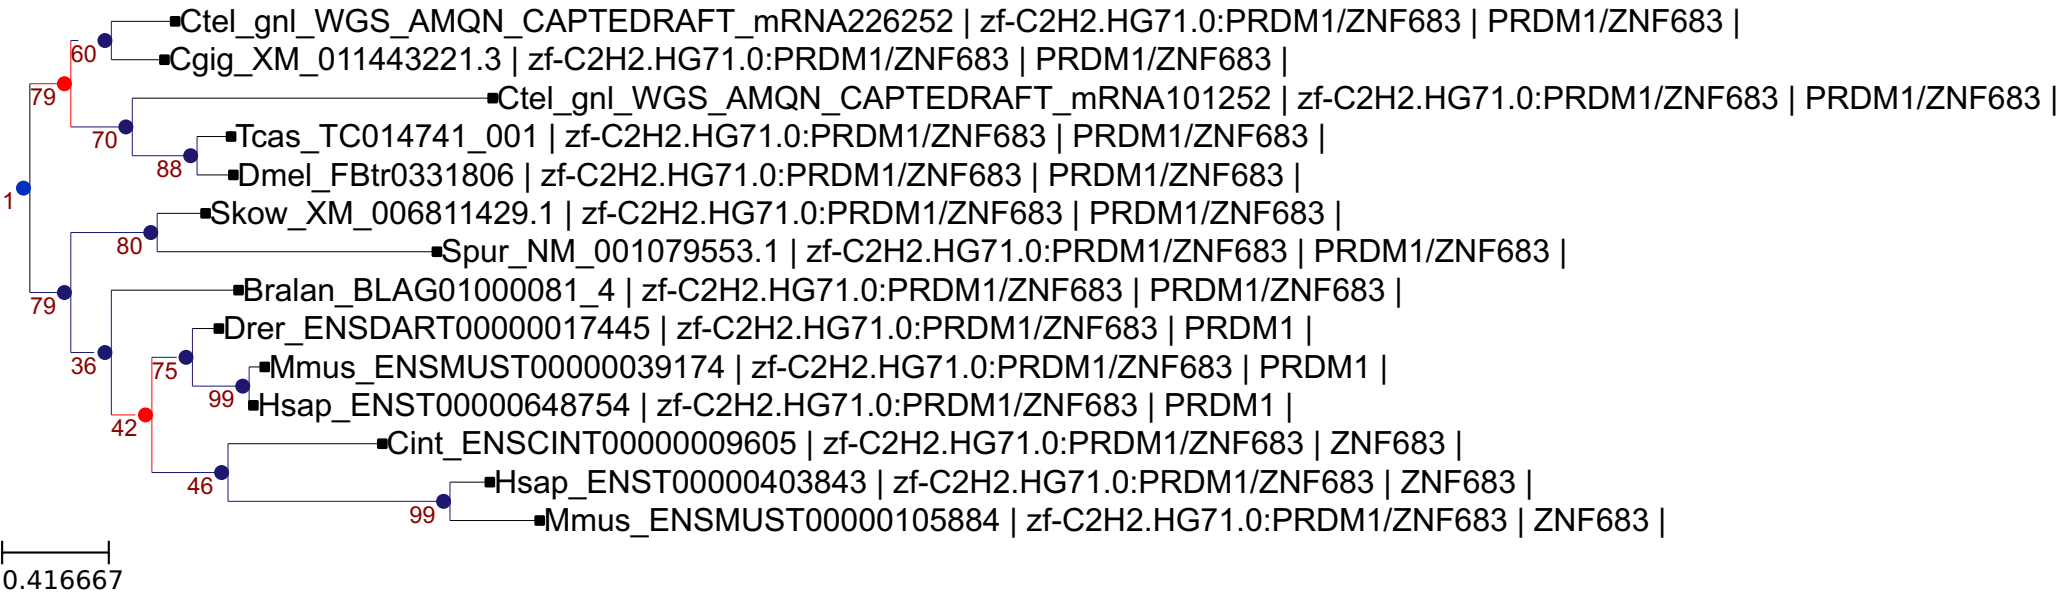 Ctel_gnl_WGS_AMQN_CAPTEDRAFT_mRNA226252 | zf-C2H2.HG71.0:PRDM1/ZNF683 | PRDM1/ZNF683 |
60
Cgig_XM_011443221.3 | zf-C2H2.HG71.0:PRDM1/ZNF683 | PRDM1/ZNF683 |
79
Ctel_gnl_WGS_AMQN_CAPTEDRAFT_mRNA101252 | zf-C2H2.HG71.0:PRDM1/ZNF683 | PRDM1/ZNF683 |
70
Tcas_TC014741_001 | zf-C2H2.HG71.0:PRDM1/ZNF683 | PRDM1/ZNF683 |
88
Dmel_FBtr0331806 | zf-C2H2.HG71.0:PRDM1/ZNF683 | PRDM1/ZNF683 |
1
Skow_XM_006811429.1 | zf-C2H2.HG71.0:PRDM1/ZNF683 | PRDM1/ZNF683 |
80
Spur_NM_001079553.1 | zf-C2H2.HG71.0:PRDM1/ZNF683 | PRDM1/ZNF683 |
79
Bralan_BLAG01000081_4 | zf-C2H2.HG71.0:PRDM1/ZNF683 | PRDM1/ZNF683 |
Drer_ENSDART00000017445 | zf-C2H2.HG71.0:PRDM1/ZNF683 | PRDM1 |
36
75
Mmus_ENSMUST00000039174 | zf-C2H2.HG71.0:PRDM1/ZNF683 | PRDM1 |
99
Hsap_ENST00000648754 | zf-C2H2.HG71.0:PRDM1/ZNF683 | PRDM1 |
42
Cint_ENSCINT00000009605 | zf-C2H2.HG71.0:PRDM1/ZNF683 | ZNF683 |
46
Hsap_ENST00000403843 | zf-C2H2.HG71.0:PRDM1/ZNF683 | ZNF683 |
99
Mmus_ENSMUST00000105884 | zf-C2H2.HG71.0:PRDM1/ZNF683 | ZNF683 |
0.416667